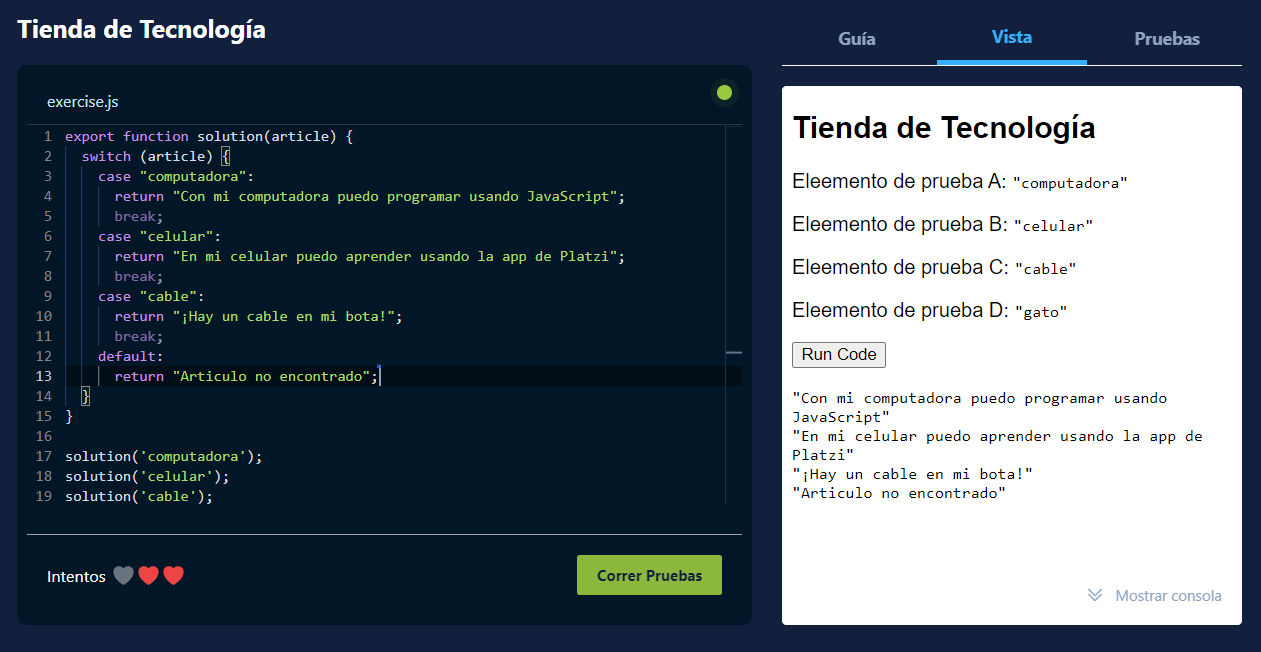 Tienda de Tecnología
exercise.js
1 export function solution(article) {
2 switch (article) {
3 case "computadora":
4 return "Con mi computadora puedo programar usando JavaScript";
5 break;
6 case "celular":
7 return "En mi celular puedo aprender usando la app de Platzi";
8 break;
9 case "cable":
10 return "¡Hay un cable en mi bota!";
11 break;
12 default:
13 return "Articulo no encontrado";
14 }
15 }
16
17 solution('computadora');
18 solution('celular');
19 solution('cable');
Intentos
Correr Pruebas
Guía
Vista
Pruebas
Tienda de Tecnología
Eleemento de prueba A: "computadora"
Eleemento de prueba B: "celular"
Eleemento de prueba C: "cable"
Eleemento de prueba D: "gato"
Run Code
"Con mi computadora puedo programar usando
JavaScript"
"En mi celular puedo aprender usando la app de
Platzi"
"¡Hay un cable en mi bota!"
"Articulo no encontrado"
Mostrar consola